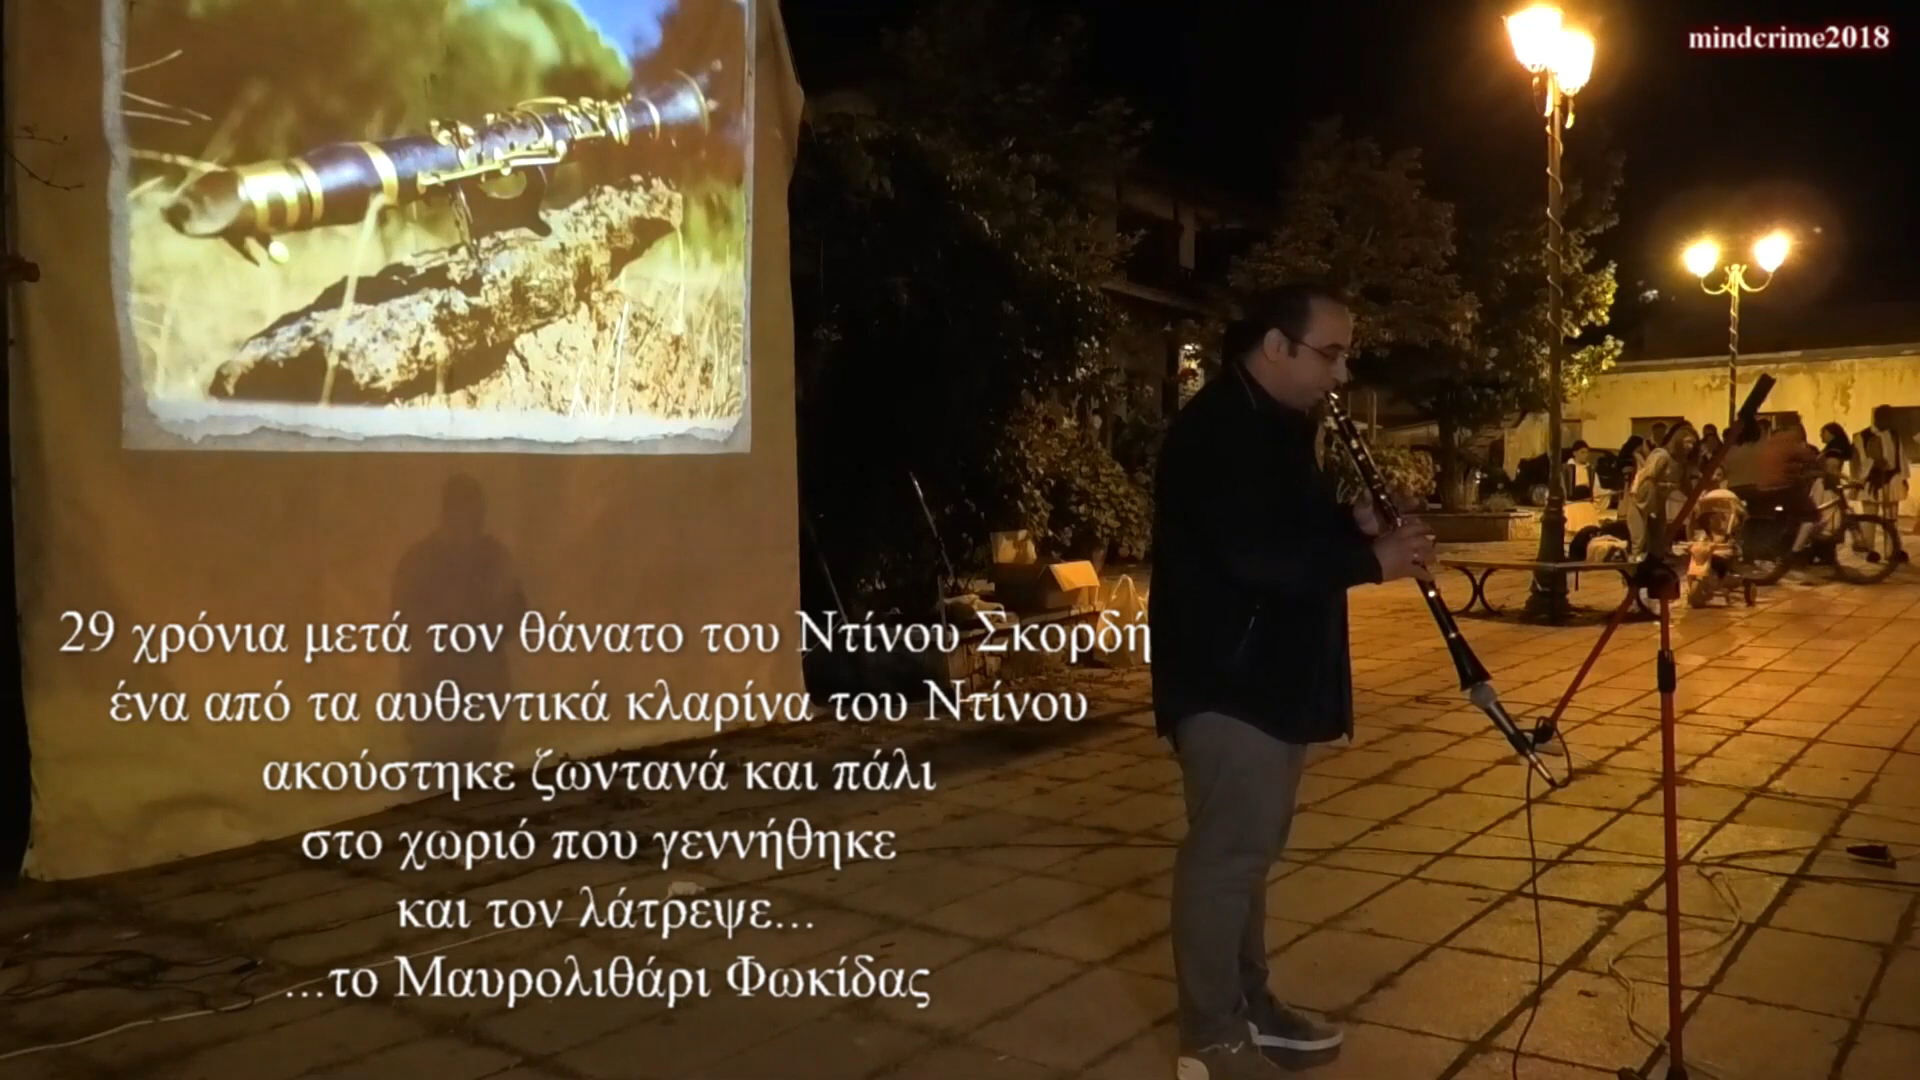 mindcrime2018
29 χρόνια μετά τον θάνατο του Ντίνου Σκορδή
ένα από τα αυθεντικά κλαρίνα του Ντίνου
ακούστηκε ζωντανά και πάλι
στο χωριό που γεννήθηκε
και τον λάτρεψε...
...το Μαυρολιθάρι Φωκίδας